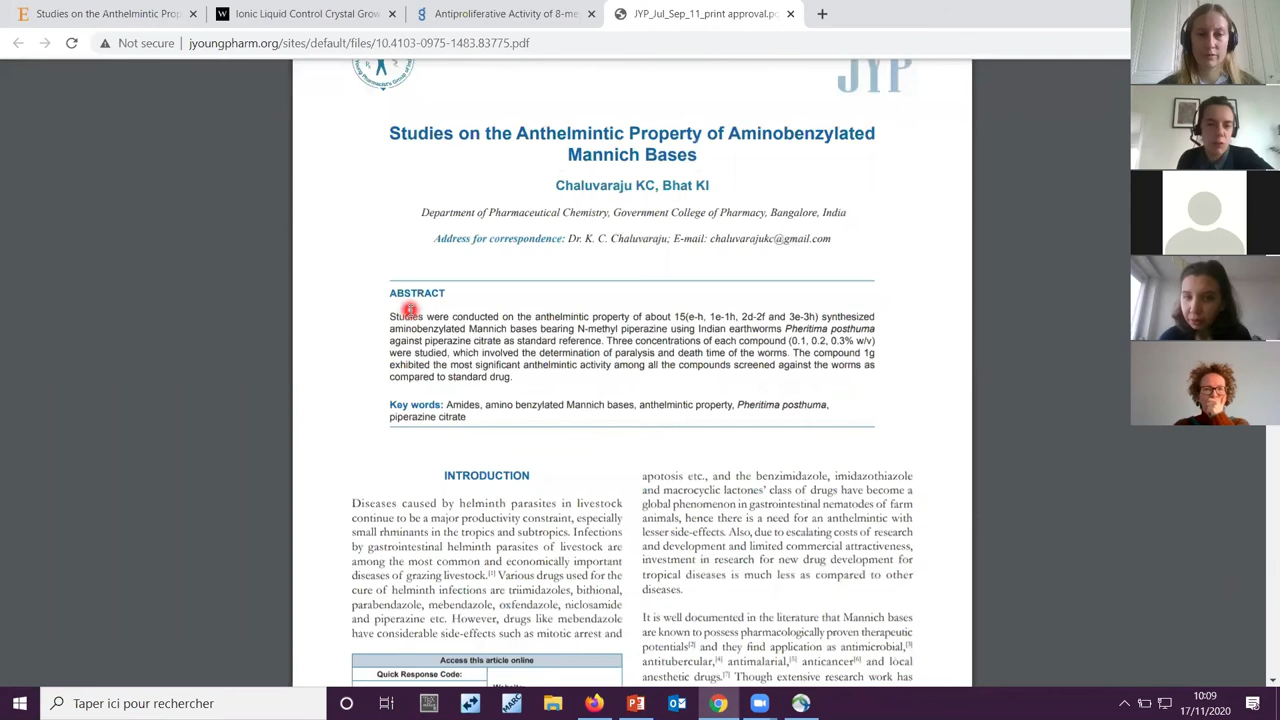 Studies on the Anthelmintic Prop
Ionic Liquid Control Crystal Grow
Antiproliferative Activity of 8-me
JYP_Jul_Sep_11_print approval.pd
Not secure
jyoungpharm.org/sites/default/files/10.4103-0975-1483.83775.pdf
JYP
Studies on the Anthelmintic Property of Aminobenzylated
Mannich Bases
Chaluvaraju KC, Bhat KI
Department of Pharmaceutical Chemistry, Government College of Pharmacy, Bangalore, India
Address for correspondence: Dr. K. C. Chaluvaraju; E-mail: chaluvarajukc@gmail.com
ABSTRACT
Studies were conducted on the anthelmintic property of about 15(e-h, 1e-1h, 2d-2f and 3e-3h) synthesized
aminobenzylated Mannich bases bearing N-methyl piperazine using Indian earthworms Pheritima posthuma
against piperazine citrate as standard reference. Three concentrations of each compound (0.1, 0.2, 0.3% w/v)
were studied, which involved the determination of paralysis and death time of the worms. The compound 1g
exhibited the most significant anthelmintic activity among all the compounds screened against the worms as
compared to standard drug.
Key words: Amides, amino benzylated Mannich bases, anthelmintic property, Pheritima posthuma,
piperazine citrate
INTRODUCTION
Diseases caused by helminth parasites in livestock
continue to be a major productivity constraint, especially
small rhminants in the tropics and subtropics. Infections
by gastrointestinal helminth parasites of livestock are
among the most common and economically important
diseases of grazing livestock.[1] Various drugs used for the
cure of helminth infections are triimidazoles, bithional,
parabendazole, mebendazole, oxfendazole, niclosamide
and piperazine etc. However, drugs like mebendazole
have considerable side-effects such as mitotic arrest and
Access this article online
Quick Response Code:
apotosis etc., and the benzimidazole, imidazothiazole
and macrocyclic lactones' class of drugs have become a
global phenomenon in gastrointestinal nematodes of farm
animals, hence there is a need for an anthelmintic with
lesser side-effects. Also, due to escalating costs of research
and development and limited commercial attractiveness,
investment in research for new drug development for
tropical diseases is much less as compared to other
diseases.
It is well documented in the literature that Mannich bases
are known to possess pharmacologically proven therapeutic
potentials[2] and they find application as antimicrobial,[3]
antitubercular,[4] antimalarial,[5] anticancer[6] and local
anesthetic drugs.[7] Though extensive research work has
Taper ici pour rechercher
10:09
17/11/2020